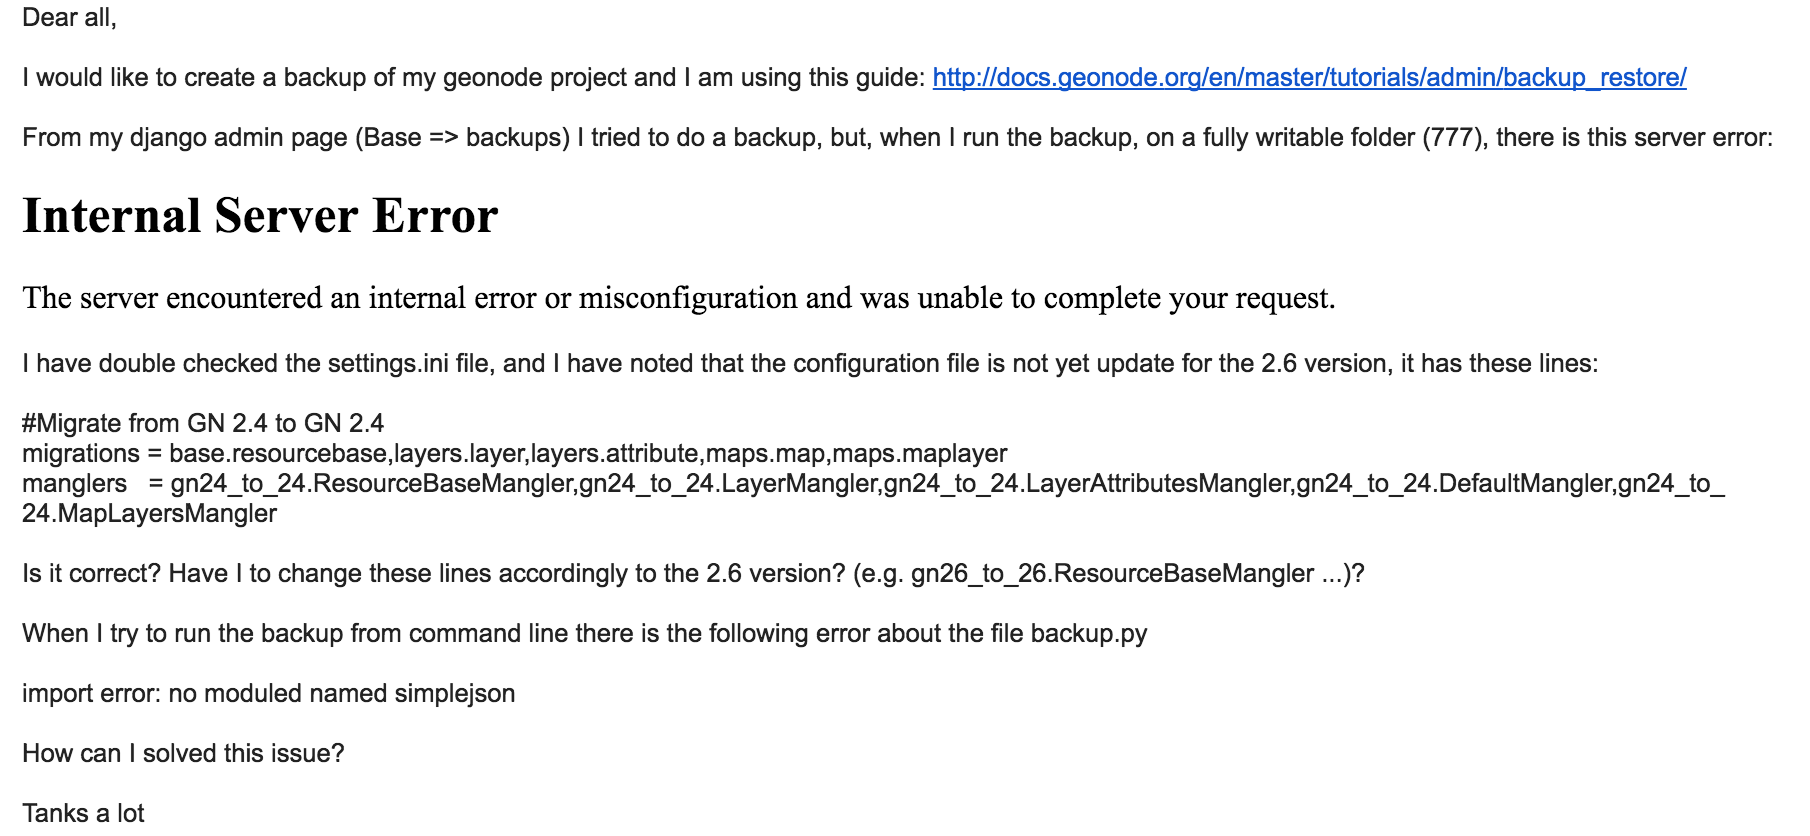 Dear all,
I would like to create a backup of my geonode project and I am using this guide: http://docs.geonode.org/en/master/tutorials/admin/backup_restore/
From my django admin page (Base => backups) I tried to do a backup, but, when I run the backup, on a fully writable folder (777), there is this server error:
Internal Server Error
The server encountered an internal error or misconfiguration and was unable to complete your request.
I have double checked the settings.ini file, and I have noted that the configuration file is not yet update for the 2.6 version, it has these lines:
#Migrate from GN 2.4 to GN 2.4
migrations = base.resourcebase,layers.layer,layers.attribute,maps.map,maps.maplayer
manglers   = gn24_to_24.ResourceBaseMangler,gn24_to_24.LayerMangler,gn24_to_24.LayerAttributesMangler,gn24_to_24.DefaultMangler,gn24_to_
24.MapLayersMangler
Is it correct? Have I to change these lines accordingly to the 2.6 version? (e.g. gn26_to_26.ResourceBaseMangler ...)?
When I try to run the backup from command line there is the following error about the file backup.py
import error: no moduled named simplejson
How can I solved this issue?
Tanks a lot